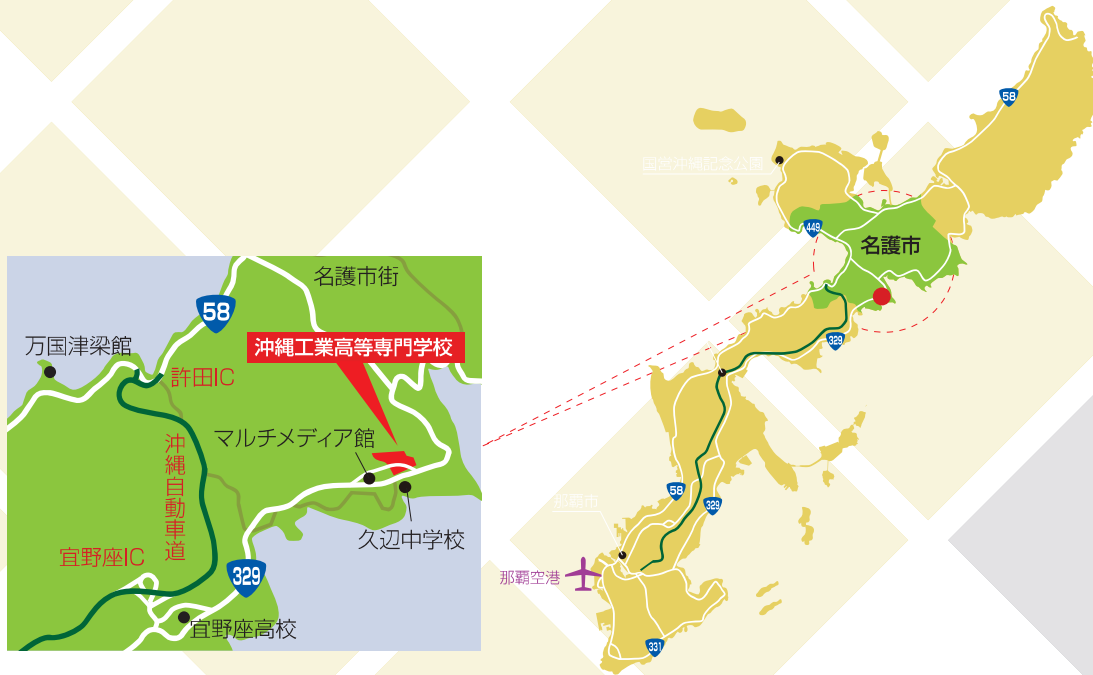 名護市街
58
沖縄工業高等専門学校
万国津梁館
許田IC
マルチメディア館
沖縄自動車道
久辺中学校
宜野座IC
329
宜野座高校
58
国営沖縄記念公園
449
名護市
329
58
329
那覇市
那覇空港
331